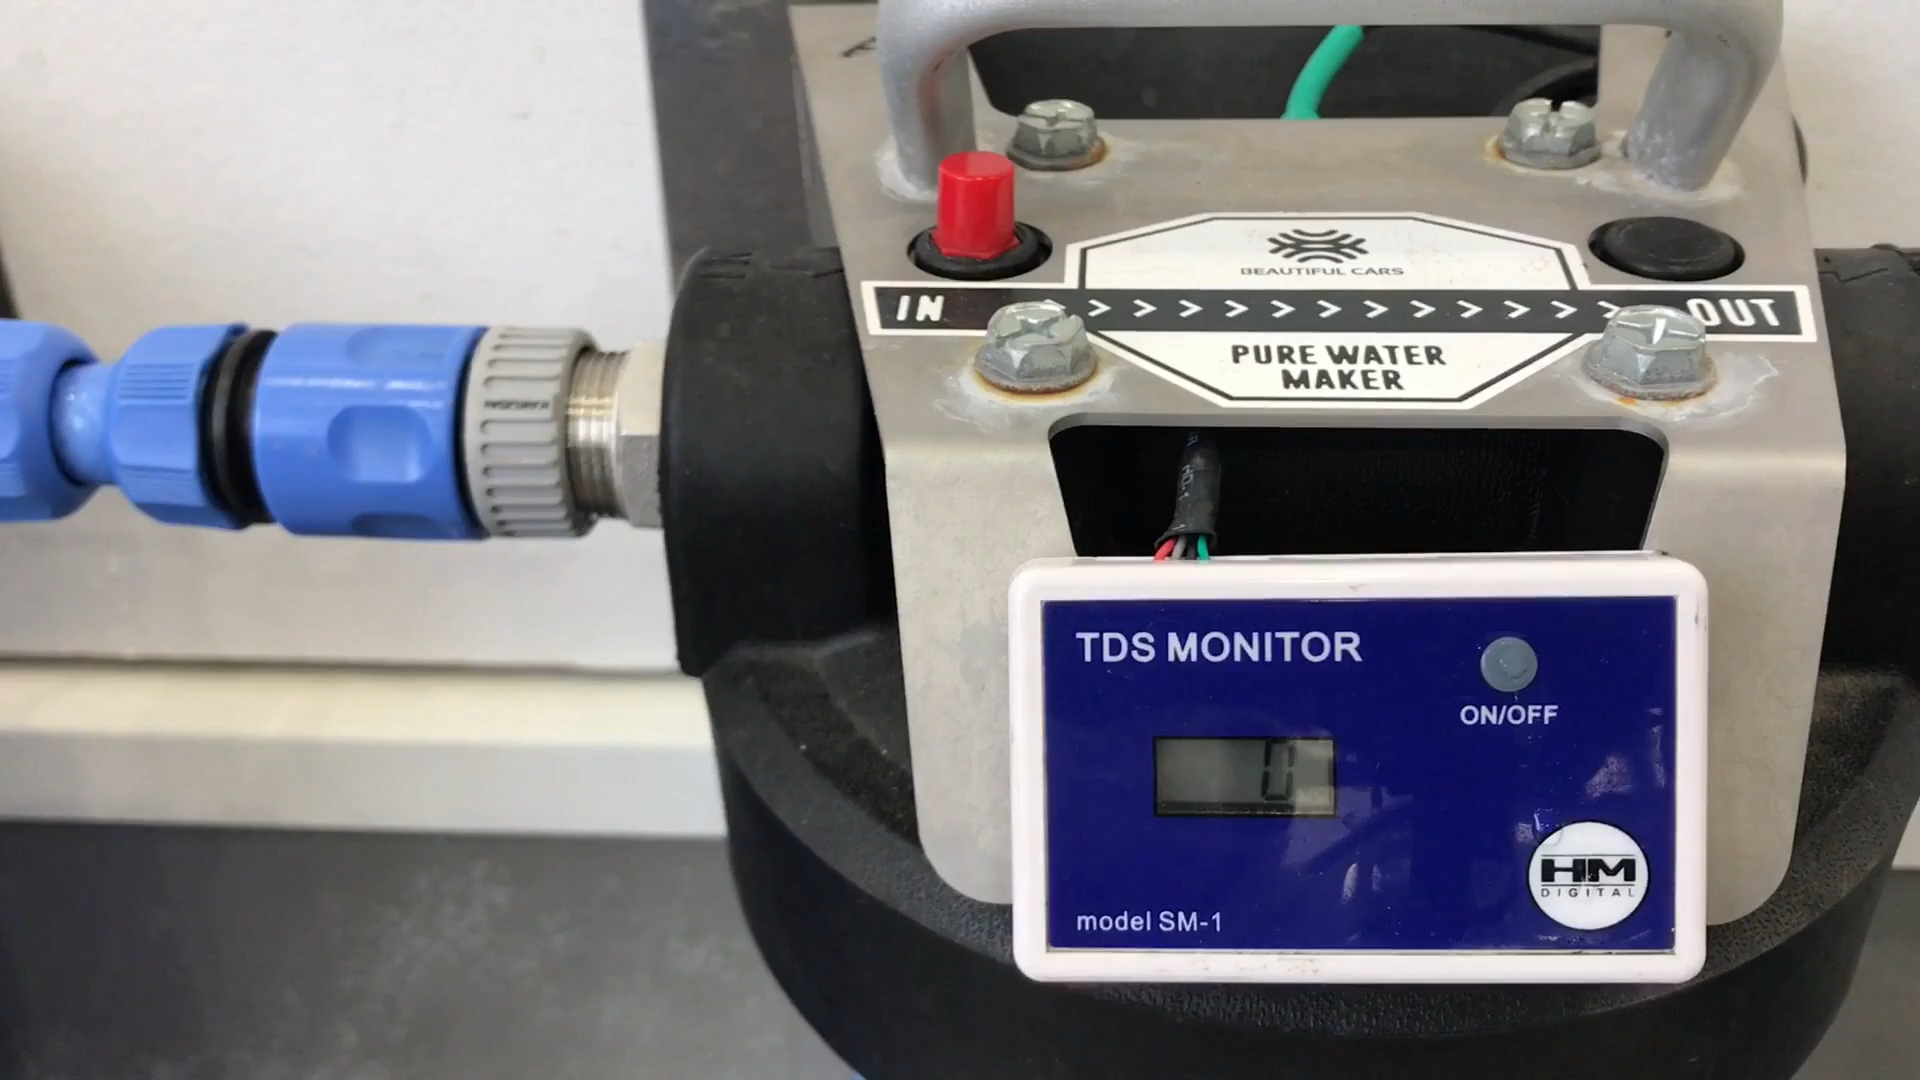 BEAUTIFUL CARS
IN > > > > > > > > > > > > OUT
PURE WATER
MAKER
TDS MONITOR
ON/OFF
0
HM
DIGITAL
model SM-1